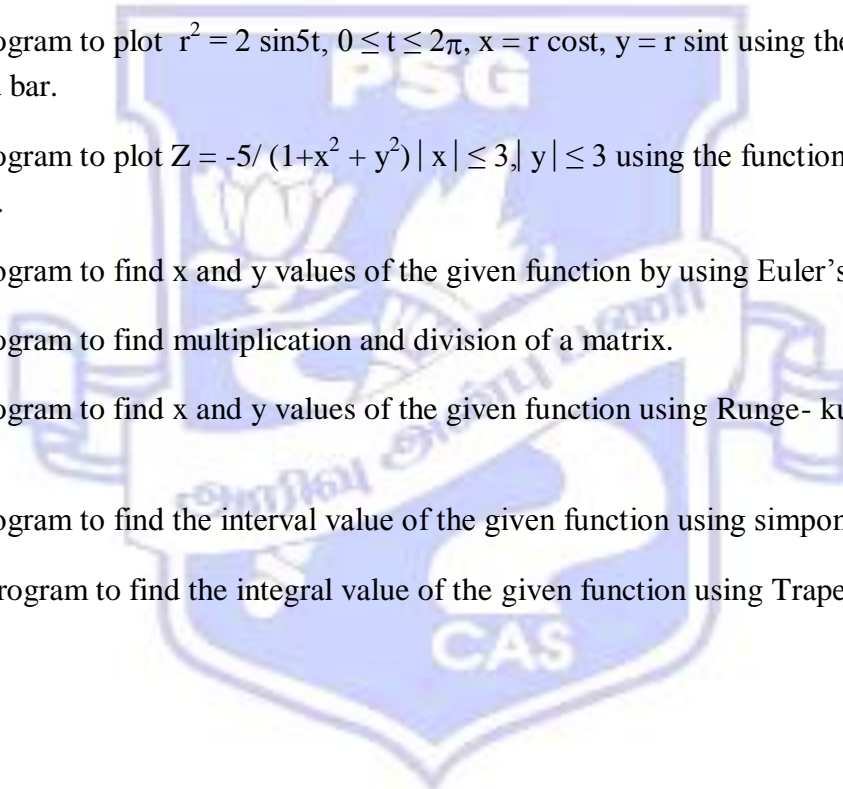 ogram to plot r² = 2 sin5t, 0 ≤ t ≤ 2π, x = r cost, y = r sint using the
bar.
PSG
ogram to plot Z = -5/ (1+x² + y²) | x | ≤ 3,| y | ≤ 3 using the function
.
ogram to find x and y values of the given function by using Euler’s
ogram to find multiplication and division of a matrix.
ogram to find x and y values of the given function using Runge- ku
அறிவு அன்பு பணி
ogram to find the interval value of the given function using simpon
rogram to find the integral value of the given function using Trape
CAS